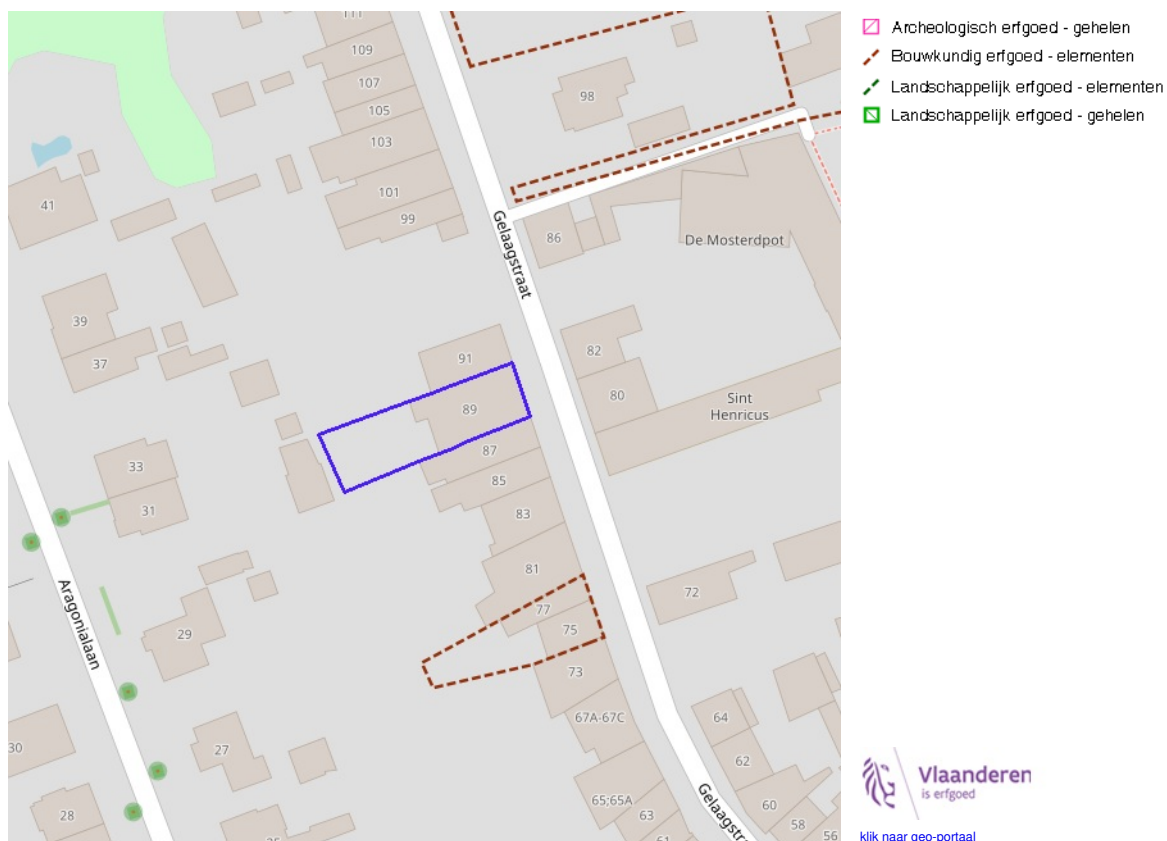 111
109
107
105
103
101
99
98
41
39
37
Gelaagstraat
86
De Mosterdpot
91
89
87
85
83
81
77
75
73
67A-67C
65;65A
63
61
82
80
Sint
Henricus
33
31
29
27
30
28
Aragonialaan
72
64
62
60
58
56
Gelaagstra
Archeologisch erfgoed - gehelen
Bouwkundig erfgoed - elementen
Landschappelijk erfgoed - elementen
Landschappelijk erfgoed - gehelen
Vlaanderen
is erfgoed
klik naar geo-portaal